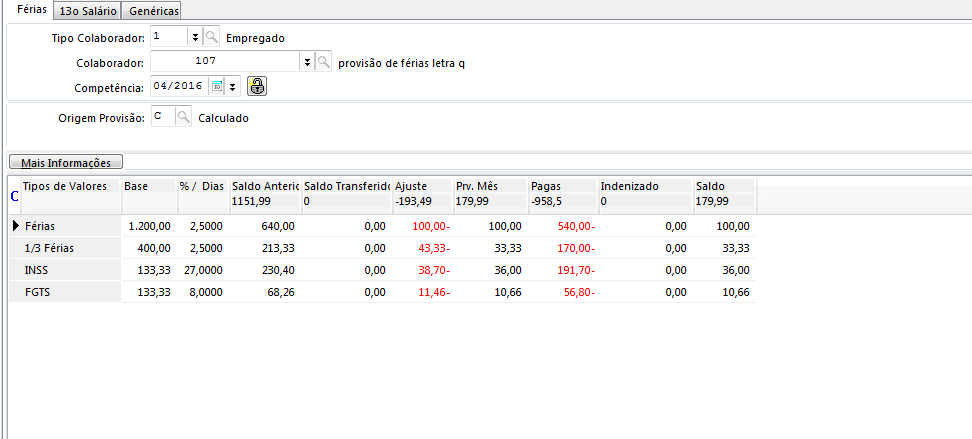 Férias 13o Salário Genéricas
Tipo Colaborador: 1 Empregado
Colaborador: 107 provisão de férias letra q
Competência: 04/2016
Origem Provisão: C Calculado
Mais Informações
C Tipos de Valores Base % / Dias Saldo Anteric Saldo Transferido Ajuste Prv. Mês Pagas Indenizado Saldo
1151,99 0 -193,49 179,99 -958,5 0 179,99
Férias 1.200,00 2,5000 640,00 0,00 100,00- 100,00 540,00- 0,00 100,00
1/3 Férias 400,00 2,5000 213,33 0,00 43,33- 33,33 170,00- 0,00 33,33
INSS 133,33 27,0000 230,40 0,00 38,70- 36,00 191,70- 0,00 36,00
FGTS 133,33 8,0000 68,26 0,00 11,46- 10,66 56,80- 0,00 10,66